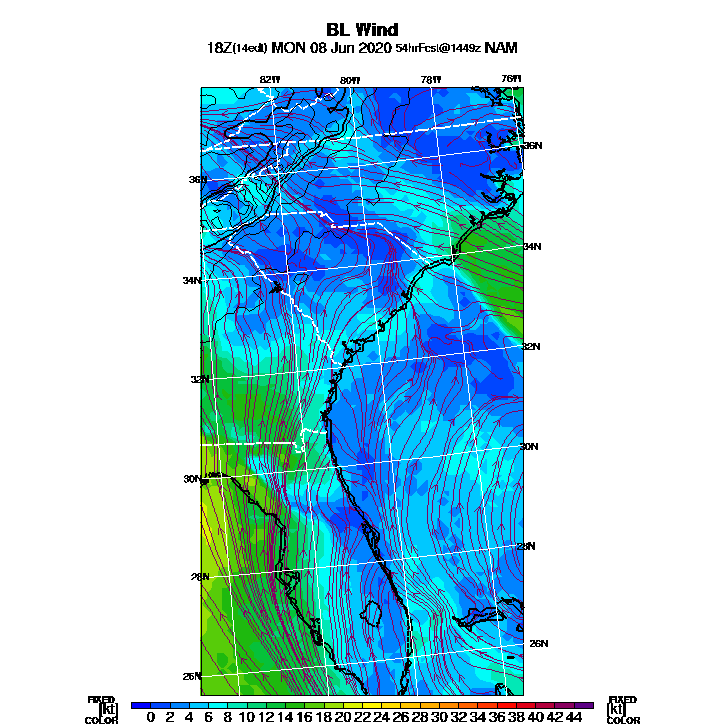 BL Wind
18Z(14edt) MON 08 Jun 2020 54hrFcst@1449z NAM
82W 80W 78W 76W
36N
36N
34N
34N
32N
32N
30N
30N
28N
28N
26N
26N
FIXED FIXED
[kt] 0 2 4 6 8 10 12 14 16 18 20 22 24 26 28 30 32 34 36 38 40 42 44 [kt]
COLOR COLOR